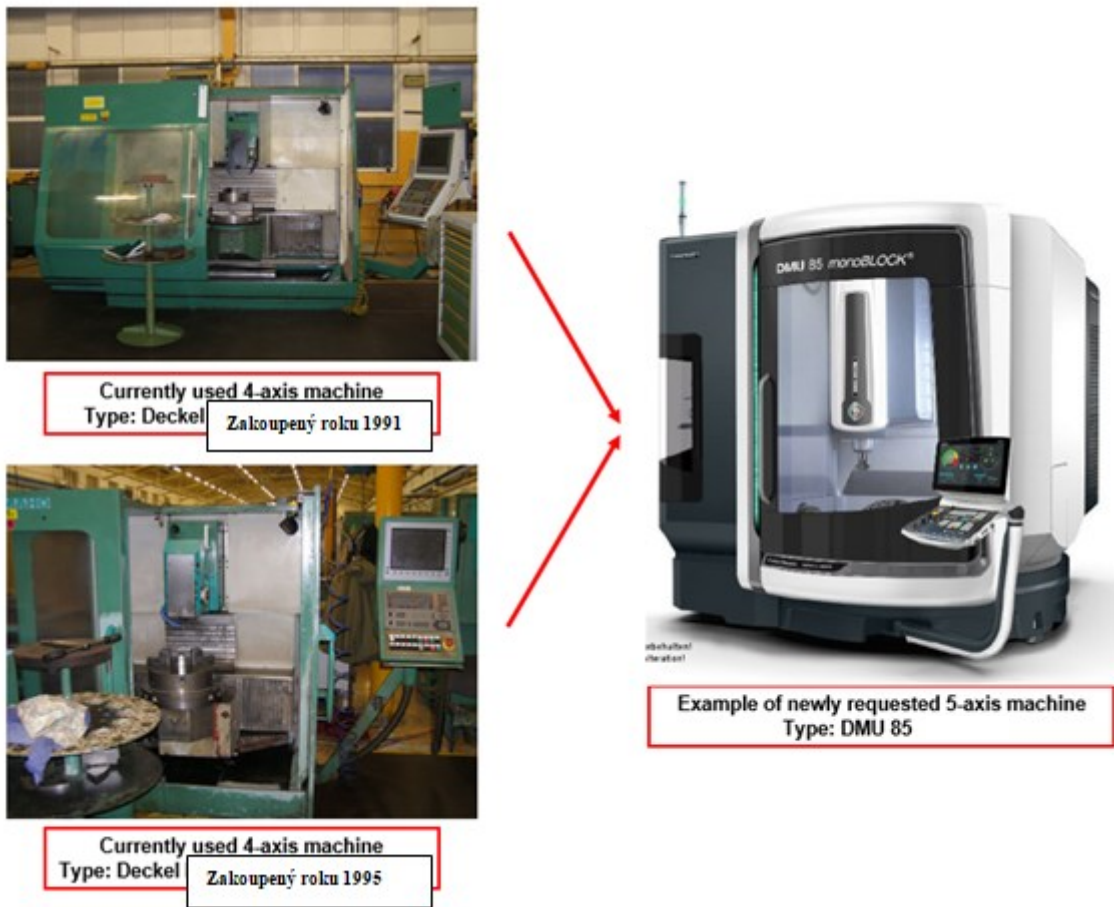 Currently used 4-axis machine
Type: Deckel
Zakoupený roku 1991
MAHO
Currently used 4-axis machine
Type: Deckel
Zakoupený roku 1995
DMU 85 monoBLOCK®
Example of newly requested 5-axis machine
Type: DMU 85